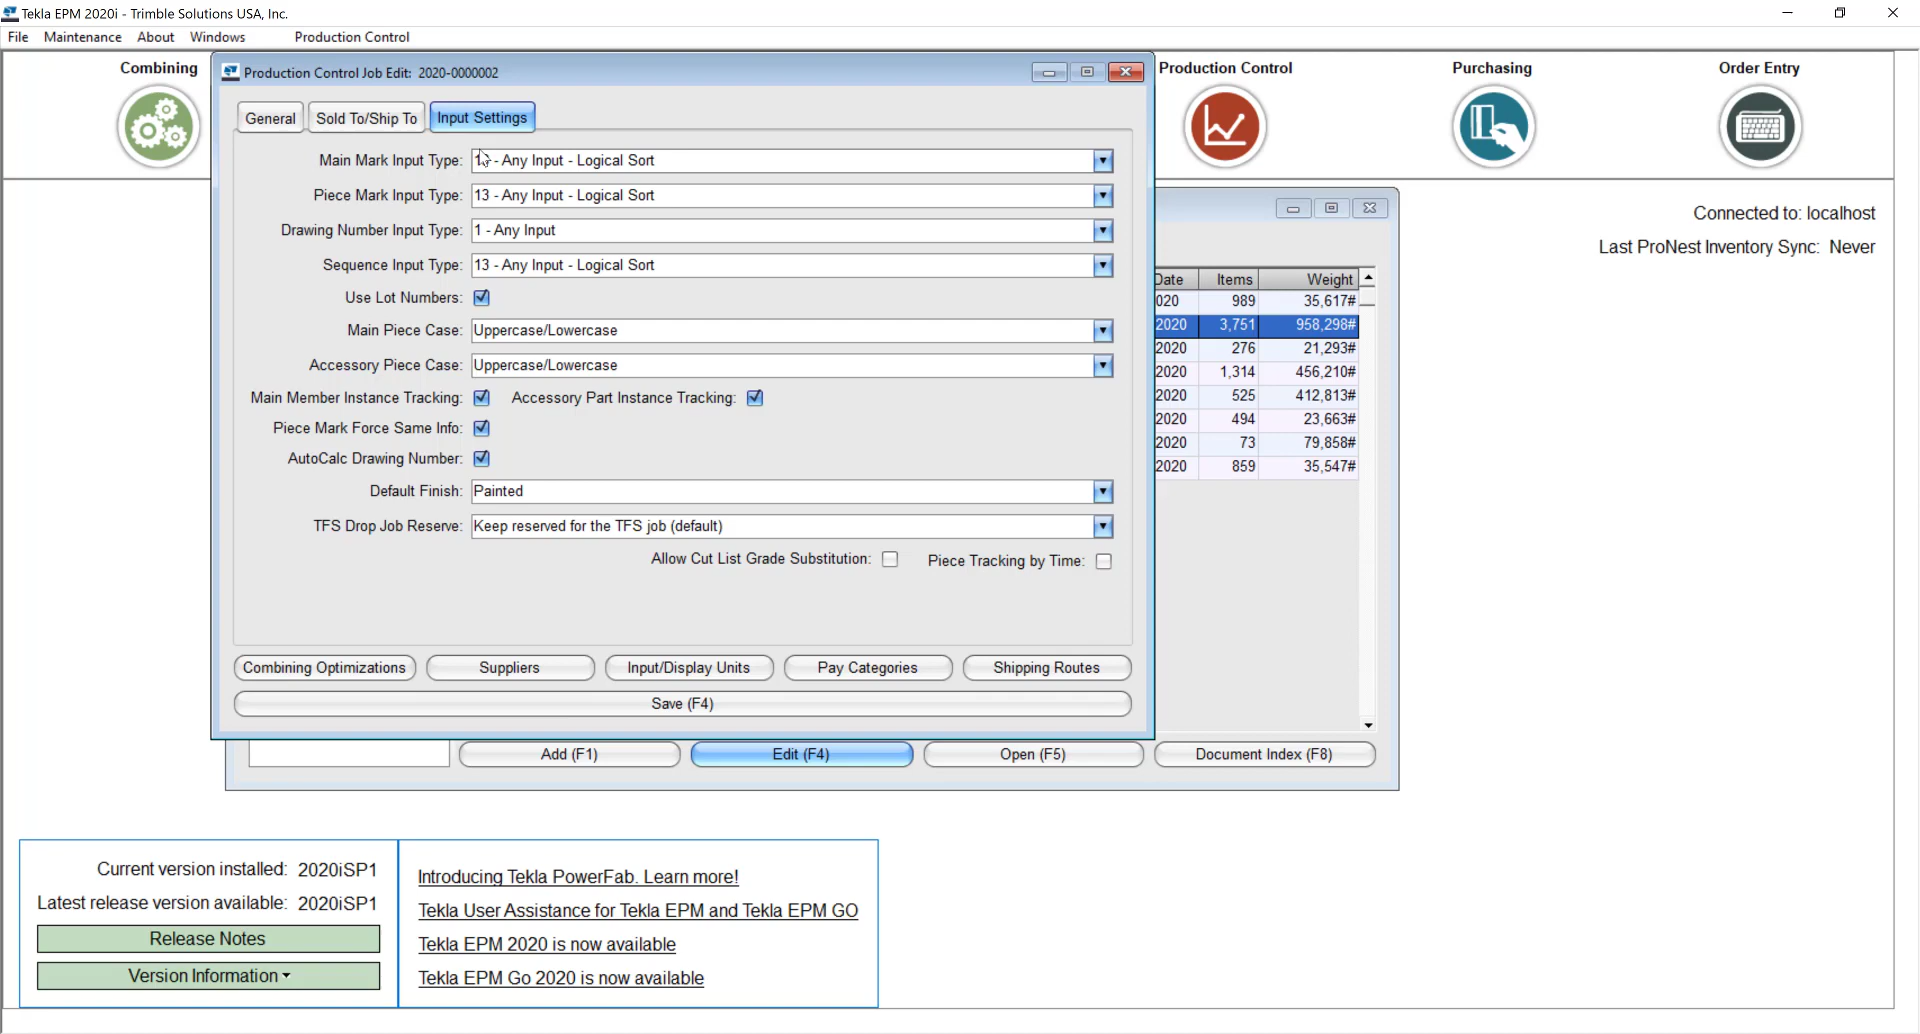 Tekla EPM 2020i - Trimble Solutions USA, Inc.
File Maintenance About Windows Production Control
Combining
Production Control
Purchasing
Order Entry
Production Control Job Edit: 2020-0000002
General Sold To/Ship To Input Settings
Main Mark Input Type: - Any Input - Logical Sort
Piece Mark Input Type: 13 - Any Input - Logical Sort
Drawing Number Input Type: 1 - Any Input
Sequence Input Type: 13 - Any Input - Logical Sort
Use Lot Numbers:
Main Piece Case: Uppercase/Lowercase
Accessory Piece Case: Uppercase/Lowercase
Main Member Instance Tracking: Accessory Part Instance Tracking:
Piece Mark Force Same Info:
AutoCalc Drawing Number:
Default Finish: Painted
TFS Drop Job Reserve: Keep reserved for the TFS job (default)
Allow Cut List Grade Substitution: Piece Tracking by Time:
Combining Optimizations Suppliers Input/Display Units Pay Categories Shipping Routes
Save (F4)
Connected to: localhost
Last ProNest Inventory Sync: Never
Date Items Weight
020 989 35,617#
2020 3,751 958,298#
2020 276 21,293#
2020 1,314 456,210#
2020 525 412,813#
2020 494 23,663#
2020 73 79,858#
2020 859 35,547#
Add (F1) Edit (F4) Open (F5) Document Index (F8)
Current version installed: 2020iSP1
Latest release version available: 2020iSP1
Release Notes
Version Information
Introducing Tekla PowerFab. Learn more!
Tekla User Assistance for Tekla EPM and Tekla EPM GO
Tekla EPM 2020 is now available
Tekla EPM Go 2020 is now available